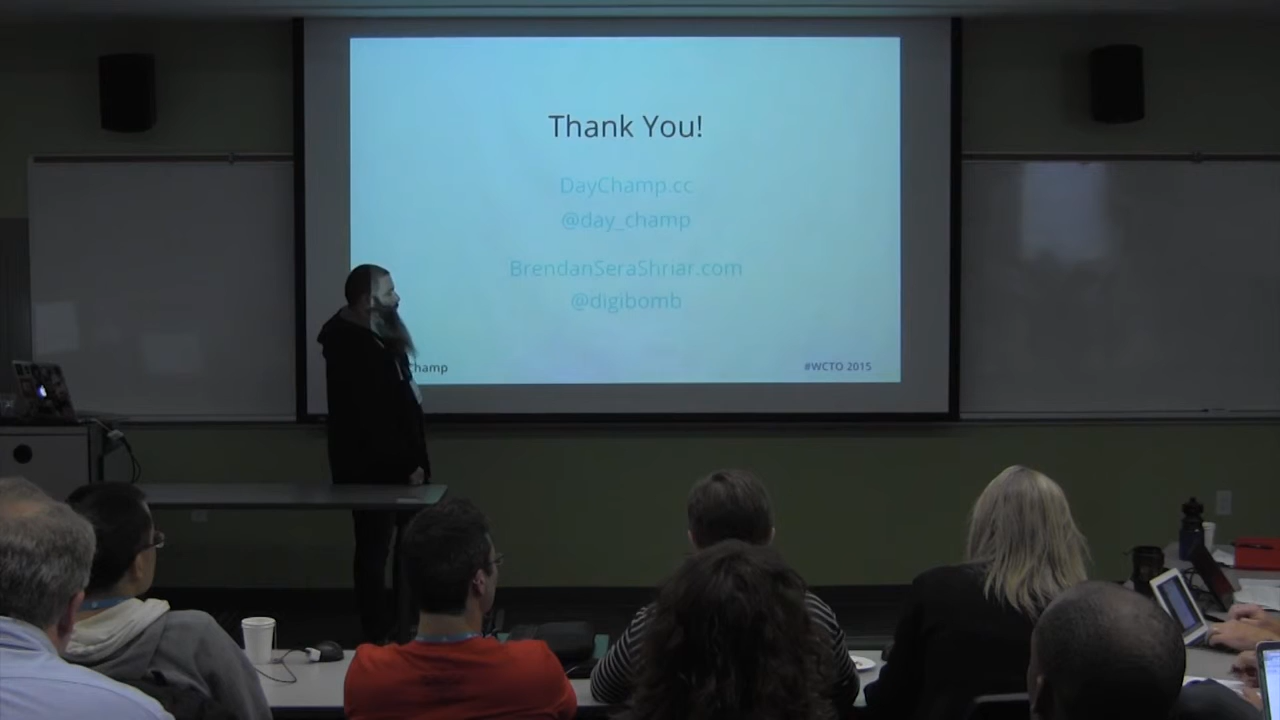 Thank You!
DayChamp.cc
@day_champ
BrendanSeraShriar.com
@digibomb
Champ
#WCTO 2015